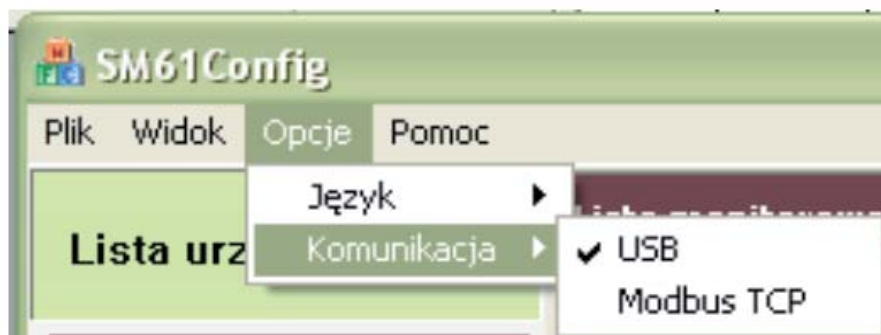 SM61Config
Plik Widok Opcje Pomoc
Język
Lista urz Komunikacja USB
Modbus TCP